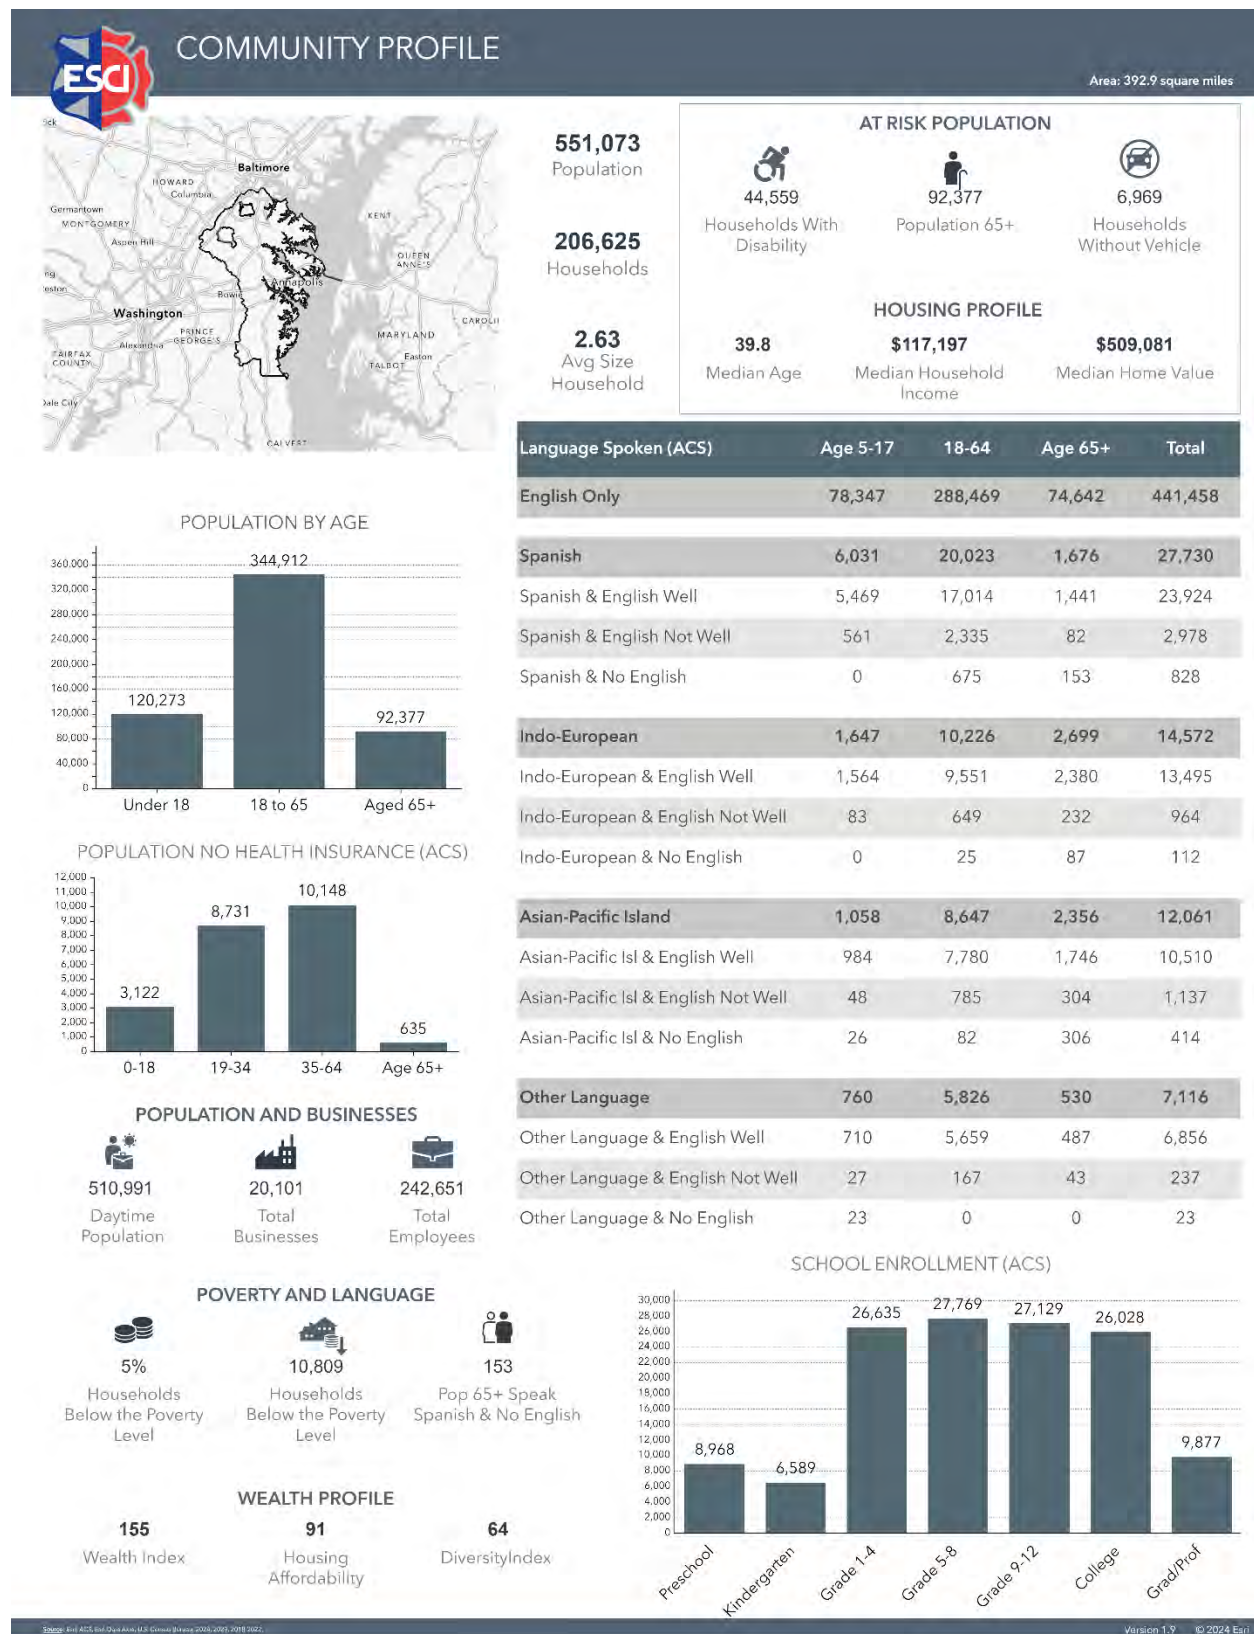 ESCI
COMMUNITY PROFILE
Area: 392.9 square miles
Baltimore
HOWARD
Columbia
Germantown
MONTGOMERY
KENT
Aspen Hill
QUEEN
ANNE'S
Annapolis
Bowie
Washington
PRINCE
GEORGE'S
Alexandria
MARYLAND
CAROLI
FAIRFAX
COUNTY
Easton
TALBOT
Dale City
CALVERT
551,073
Population
206,625
Households
2.63
Avg Size
Household
AT RISK POPULATION
44,559
92,377
6,969
Households With
Disability
Population 65+
Households
Without Vehicle
HOUSING PROFILE
39.8
$117,197
$509,081
Median Age
Median Household
Income
Median Home Value
Language Spoken (ACS) Age 5-17 18-64 Age 65+ Total
English Only 78,347 288,469 74,642 441,458
Spanish 6,031 20,023 1,676 27,730
Spanish & English Well 5,469 17,014 1,441 23,924
Spanish & English Not Well 561 2,335 82 2,978
Spanish & No English 0 675 153 828
Indo-European 1,647 10,226 2,699 14,572
Indo-European & English Well 1,564 9,551 2,380 13,495
Indo-European & English Not Well 83 649 232 964
Indo-European & No English 0 25 87 112
Asian-Pacific Island 1,058 8,647 2,356 12,061
Asian-Pacific Isl & English Well 984 7,780 1,746 10,510
Asian-Pacific Isl & English Not Well 48 785 304 1,137
Asian-Pacific Isl & No English 26 82 306 414
Other Language 760 5,826 530 7,116
Other Language & English Well 710 5,659 487 6,856
Other Language & English Not Well 27 167 43 237
Other Language & No English 23 0 0 23
POPULATION BY AGE
360,000
320,000
280,000
240,000
200,000
160,000
120,000
80,000
40,000
0
120,273
344,912
92,377
Under 18 18 to 65 Aged 65+
POPULATION NO HEALTH INSURANCE (ACS)
12,000
11,000
10,000
9,000
8,000
7,000
6,000
5,000
4,000
3,000
2,000
1,000
0
3,122
8,731
10,148
635
0-18 19-34 35-64 Age 65+
POPULATION AND BUSINESSES
510,991
20,101
242,651
Daytime
Population
Total
Businesses
Total
Employees
POVERTY AND LANGUAGE
5%
10,809
153
Households
Below the Poverty
Level
Households
Below the Poverty
Level
Pop 65+ Speak
Spanish & No English
WEALTH PROFILE
155
91
64
Wealth Index
Housing
Affordability
DiversityIndex
SCHOOL ENROLLMENT (ACS)
30,000
28,000
26,000
24,000
22,000
20,000
18,000
16,000
14,000
12,000
10,000
8,000
6,000
4,000
2,000
0
8,968
6,589
26,635
27,769
27,129
26,028
9,877
Preschool
Kindergarten
Grade 1-4
Grade 5-8
Grade 9-12
College
Grad/Prof
Version 1.9 © 2024 Esri